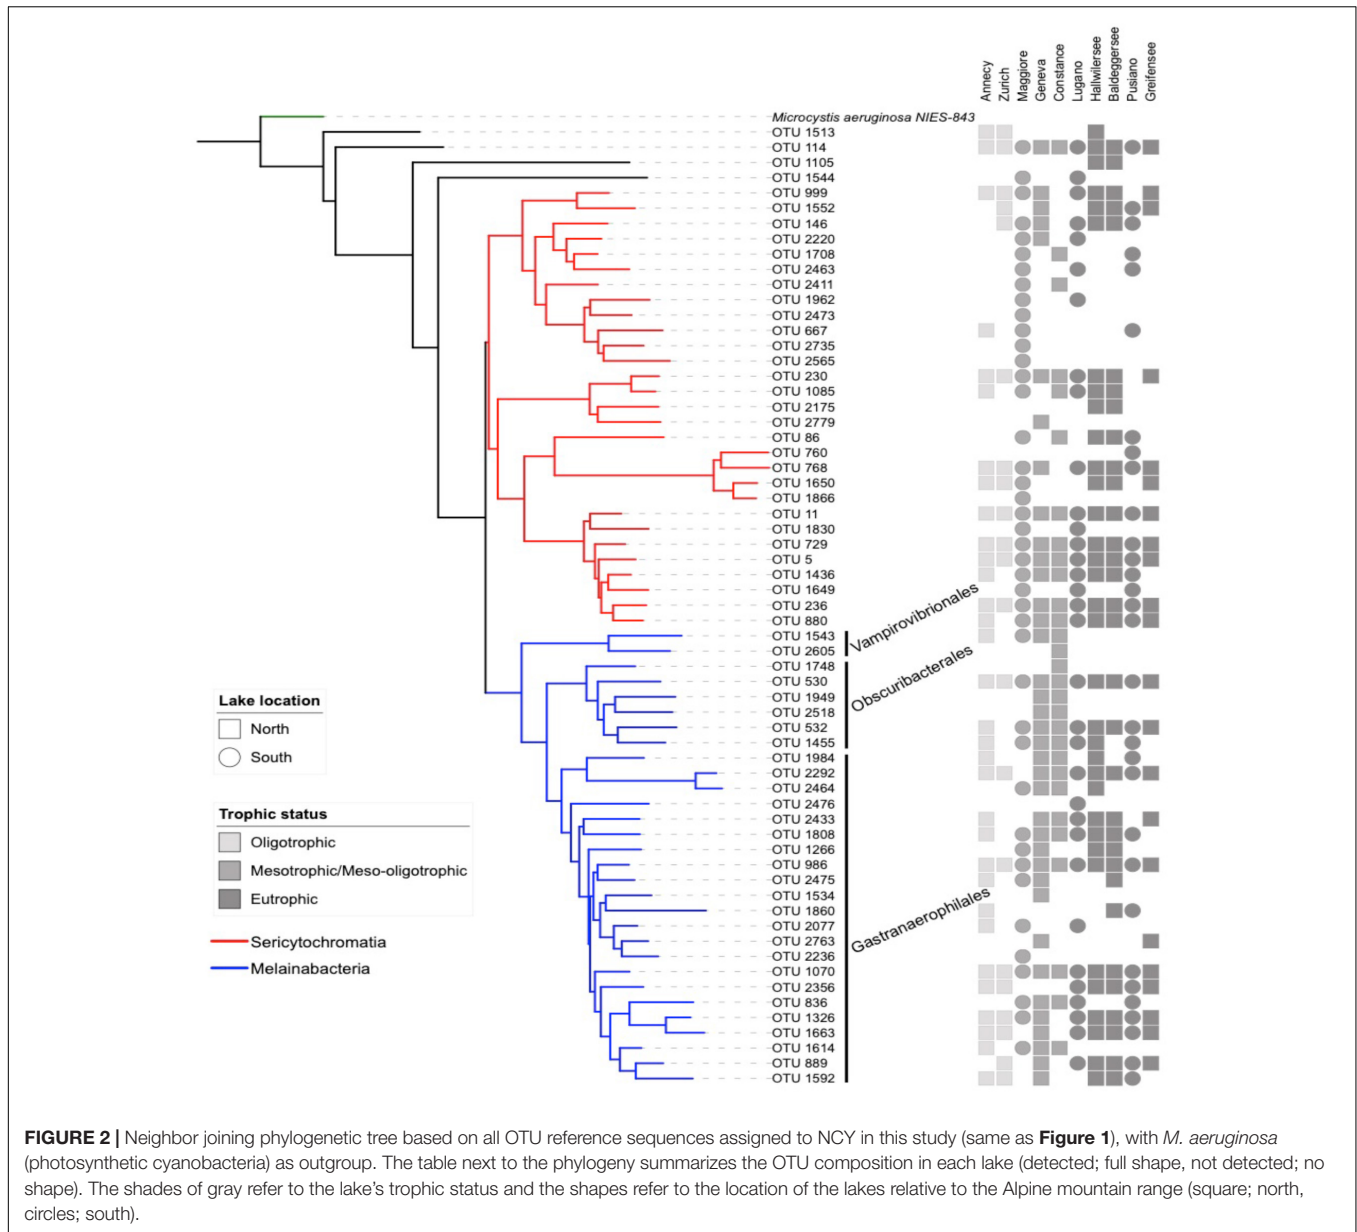 Annecy
Zurich
Maggiore
Geneva
Constance
Lugano
Hallwilersee
Baldeggersee
Pusiano
Greifensee
Microcystis aeruginosa NIES-843
OTU 1513
OTU 114
OTU 1105
OTU 1544
OTU 999
OTU 1552
OTU 146
OTU 2220
OTU 1708
OTU 2463
OTU 2411
OTU 1962
OTU 2473
OTU 667
OTU 2735
OTU 2565
OTU 230
OTU 1085
OTU 2175
OTU 2779
OTU 86
OTU 760
OTU 768
OTU 1650
OTU 1866
OTU 11
OTU 1830
OTU 729
OTU 5
OTU 1436
OTU 1649
OTU 236
OTU 880
OTU 1543
OTU 2605
OTU 1748
OTU 530
OTU 1949
OTU 2518
OTU 532
OTU 1455
OTU 1984
OTU 2292
OTU 2464
OTU 2476
OTU 2433
OTU 1808
OTU 1266
OTU 986
OTU 2475
OTU 1534
OTU 1860
OTU 2077
OTU 2763
OTU 2236
OTU 1070
OTU 2356
OTU 836
OTU 1326
OTU 1663
OTU 1614
OTU 889
OTU 1592
Vampirovibrionales
Obscuribacterales
Gastranaerophilales
Lake location
North
South
Trophic status
Oligotrophic
Mesotrophic/Meso-oligotrophic
Eutrophic
Sericytochromatia
Melainabacteria
FIGURE 2 | Neighbor joining phylogenetic tree based on all OTU reference sequences assigned to NCY in this study (same as Figure 1), with M. aeruginosa
(photosynthetic cyanobacteria) as outgroup. The table next to the phylogeny summarizes the OTU composition in each lake (detected; full shape, not detected; no
shape). The shades of gray refer to the lake's trophic status and the shapes refer to the location of the lakes relative to the Alpine mountain range (square; north,
circles; south).